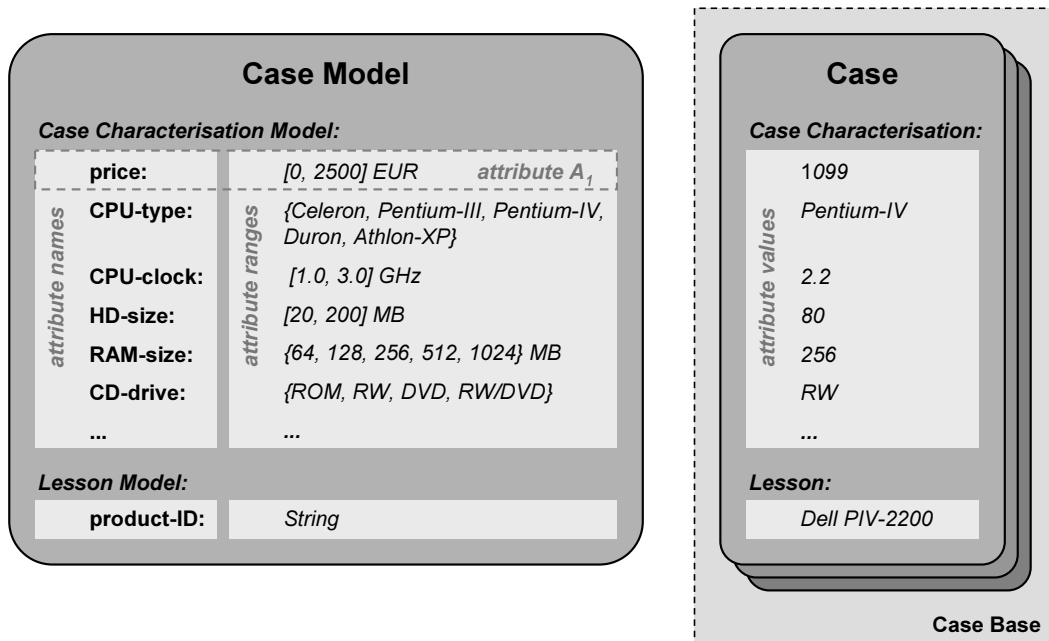 Case Model
Case Characterisation Model:
attribute names
attribute ranges
price: [0, 2500] EUR attribute A1
CPU-type: {Celeron, Pentium-III, Pentium-IV,
Duron, Athlon-XP}
CPU-clock: [1.0, 3.0] GHz
HD-size: [20, 200] MB
RAM-size: {64, 128, 256, 512, 1024} MB
CD-drive: {ROM, RW, DVD, RW/DVD}
... ...
Lesson Model:
product-ID: String
Case
Case Characterisation:
attribute values
1099
Pentium-IV
2.2
80
256
RW
...
Lesson:
Dell PIV-2200
Case Base